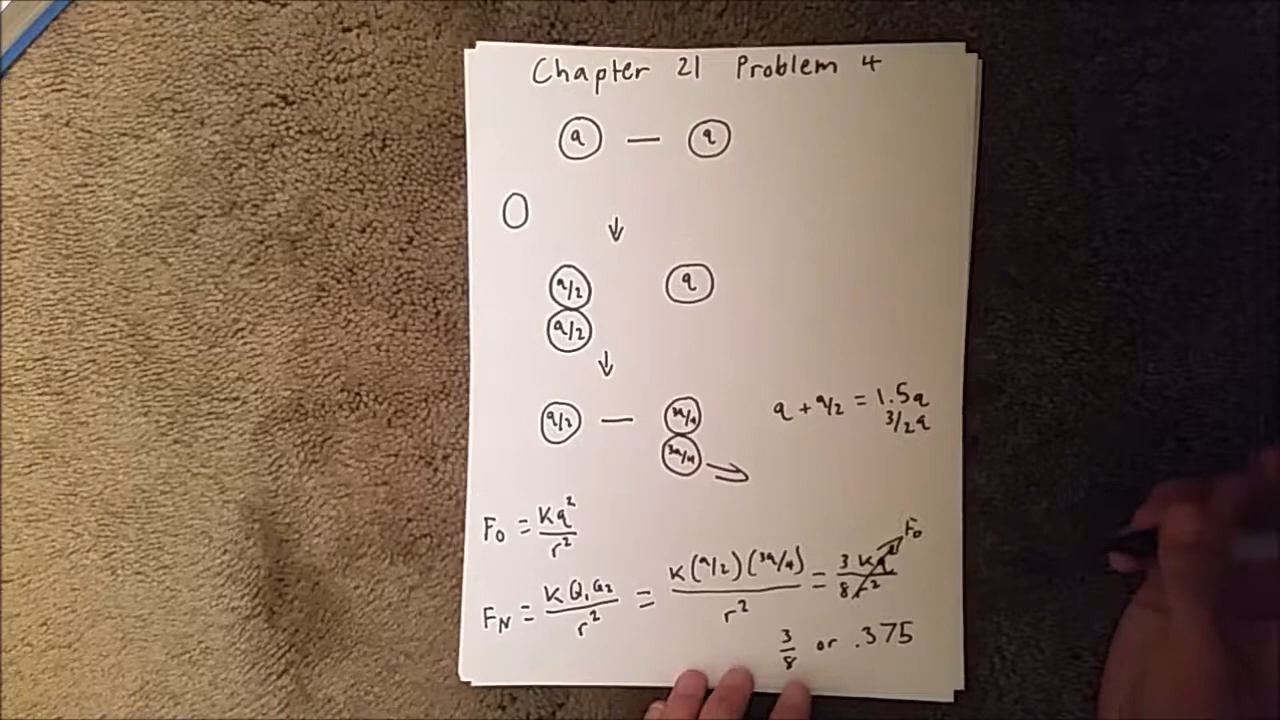 Chapter 21 Problem 4
q — q
q/2 q
q/2
q/2 — 3q/4
3q/4
q + q/2 = 1.5q
3/2 q
F₀ = Kq²/r²
F_N = KQ₁Q₂/r² = K(q/2)(3q/4)/r² = 3Kq²/8r² F₀
3/8 or .375